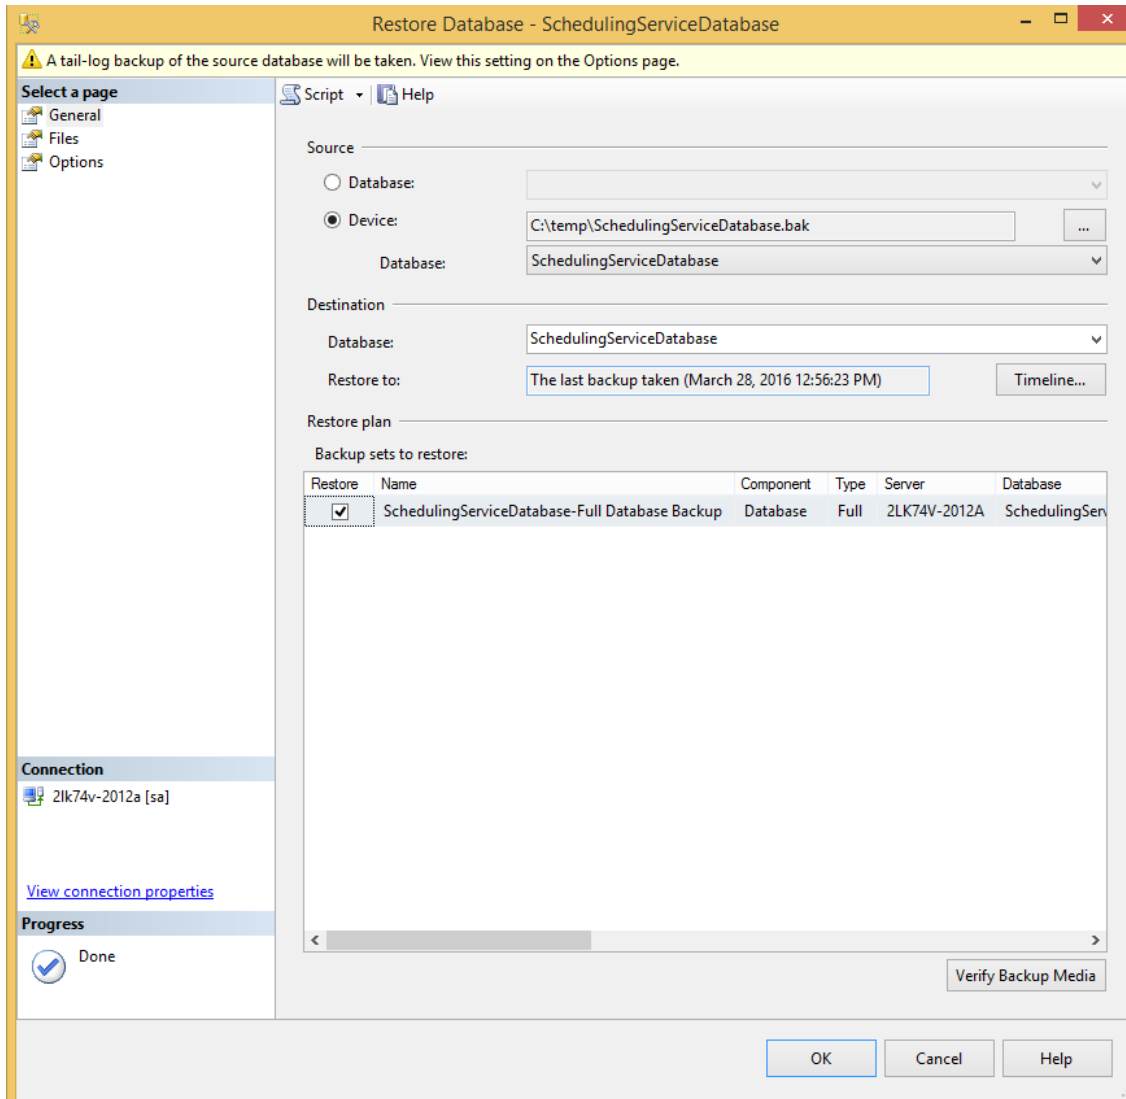 Restore Database - SchedulingServiceDatabase
A tail-log backup of the source database will be taken. View this setting on the Options page.
Select a page
General
Files
Options
Script Help
Source
Database:
Device: C:\temp\SchedulingServiceDatabase.bak ...
Database: SchedulingServiceDatabase
Destination
Database: SchedulingServiceDatabase
Restore to: The last backup taken (March 28, 2016 12:56:23 PM) Timeline...
Restore plan
Backup sets to restore:
Restore Name Component Type Server Database
SchedulingServiceDatabase-Full Database Backup Database Full 2LK74V-2012A SchedulingServ
Connection
2lk74v-2012a [sa]
View connection properties
Progress
Done
Verify Backup Media
OK Cancel Help